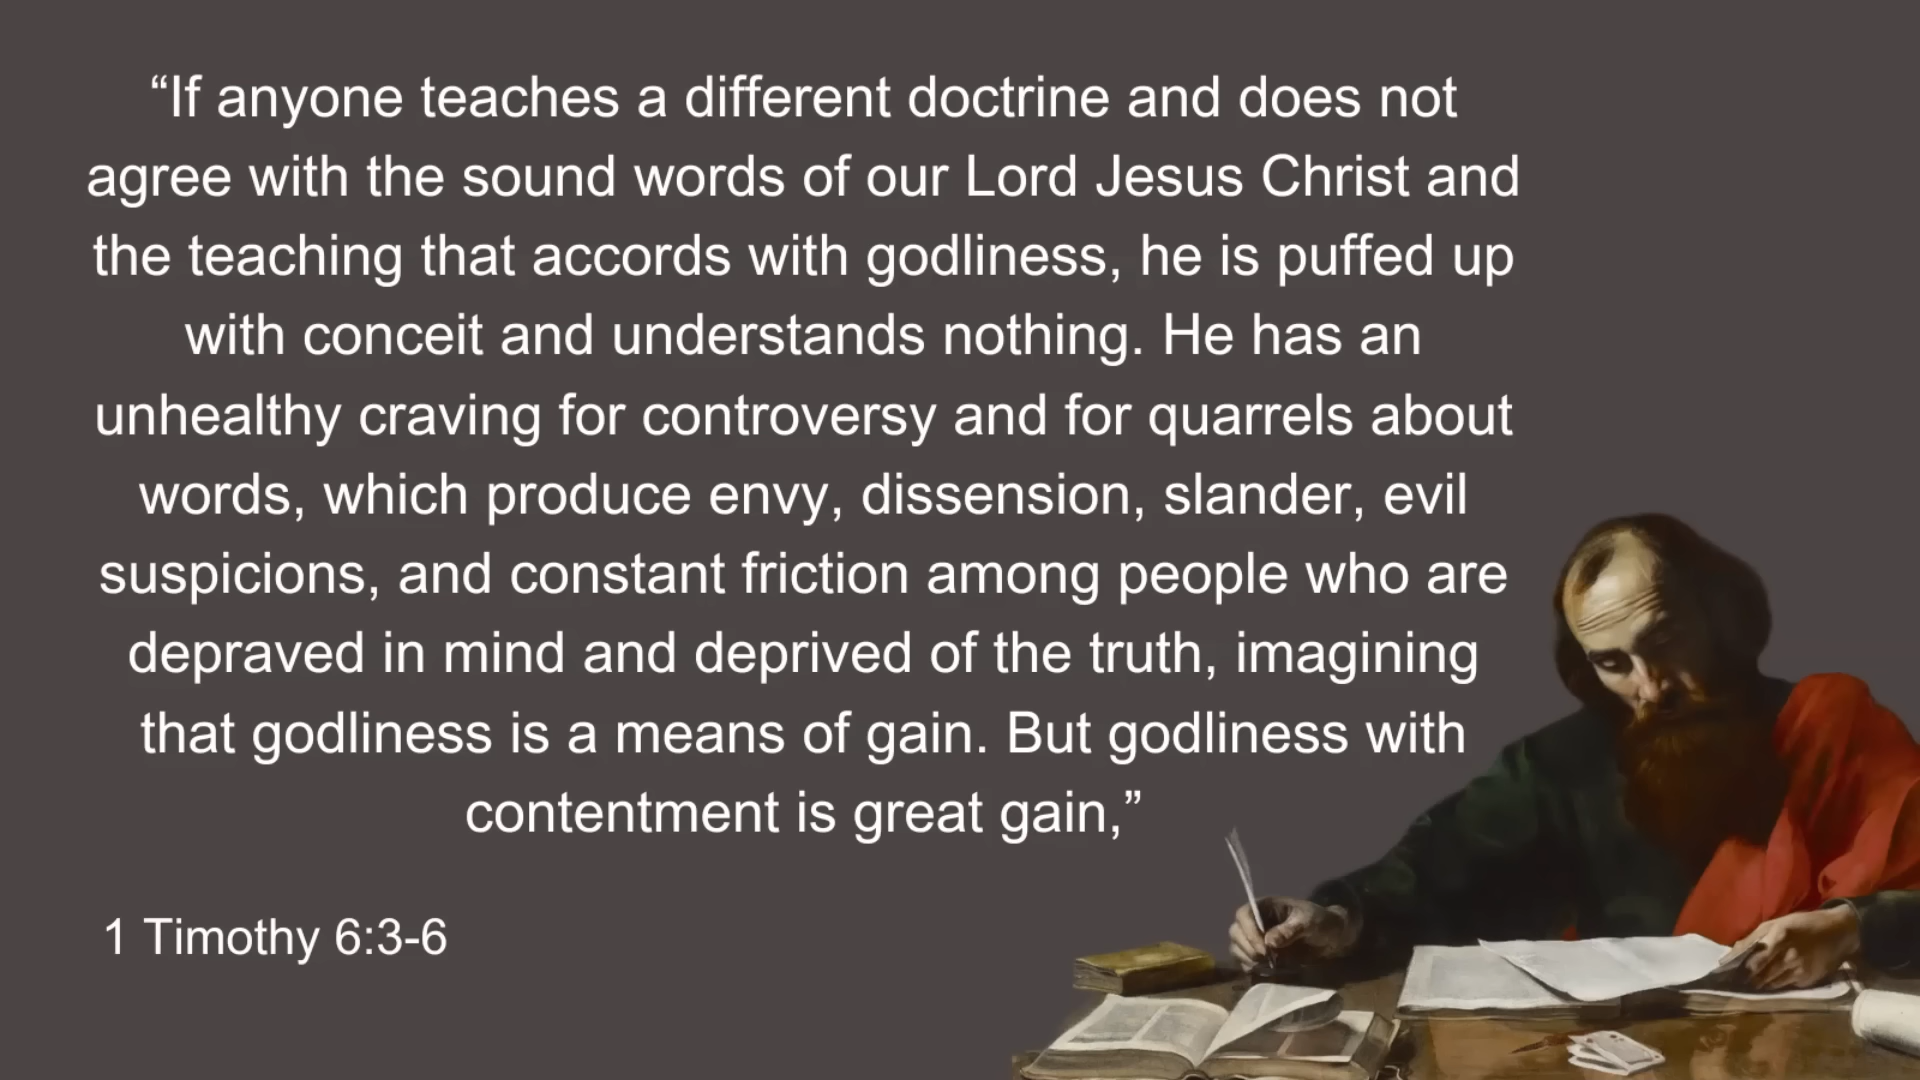 “If anyone teaches a different doctrine and does not
agree with the sound words of our Lord Jesus Christ and
the teaching that accords with godliness, he is puffed up
with conceit and understands nothing. He has an
unhealthy craving for controversy and for quarrels about
words, which produce envy, dissension, slander, evil
suspicions, and constant friction among people who are
depraved in mind and deprived of the truth, imagining
that godliness is a means of gain. But godliness with
contentment is great gain,”
1 Timothy 6:3-6